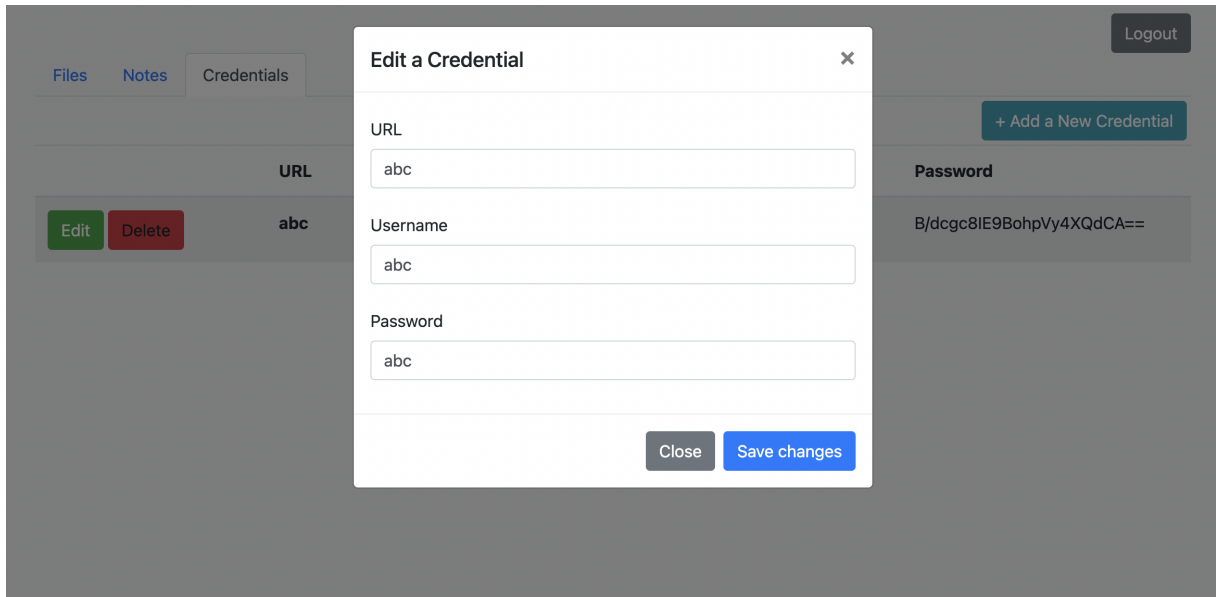 Logout
Files Notes Credentials
+ Add a New Credential
URL Password
Edit Delete abc B/dcgc8lE9BohpVy4XQdCA==
Edit a Credential ×
URL
abc
Username
abc
Password
abc
Close Save changes